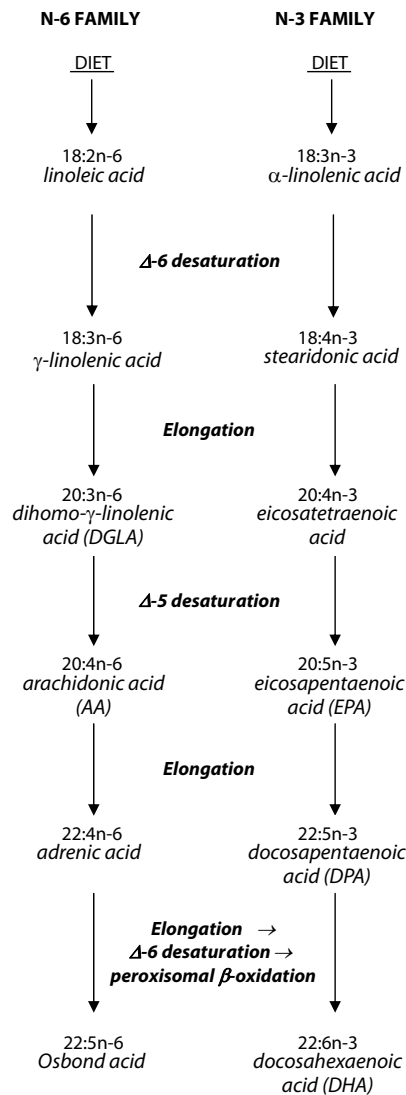 N-6 FAMILY N-3 FAMILY
DIET DIET
18:2n-6 18:3n-3
linoleic acid α-linolenic acid
Δ-6 desaturation
18:3n-6 18:4n-3
γ-linolenic acid stearidonic acid
Elongation
20:3n-6 20:4n-3
dihomo-γ-linolenic eicosatetraenoic
acid (DGLA) acid
Δ-5 desaturation
20:4n-6 20:5n-3
arachidonic acid eicosapentaenoic
(AA) acid (EPA)
Elongation
22:4n-6 22:5n-3
adrenic acid docosapentaenoic
acid (DPA)
Elongation →
Δ-6 desaturation →
peroxisomal β-oxidation
22:5n-6 22:6n-3
Osbond acid docosahexaenoic
acid (DHA)